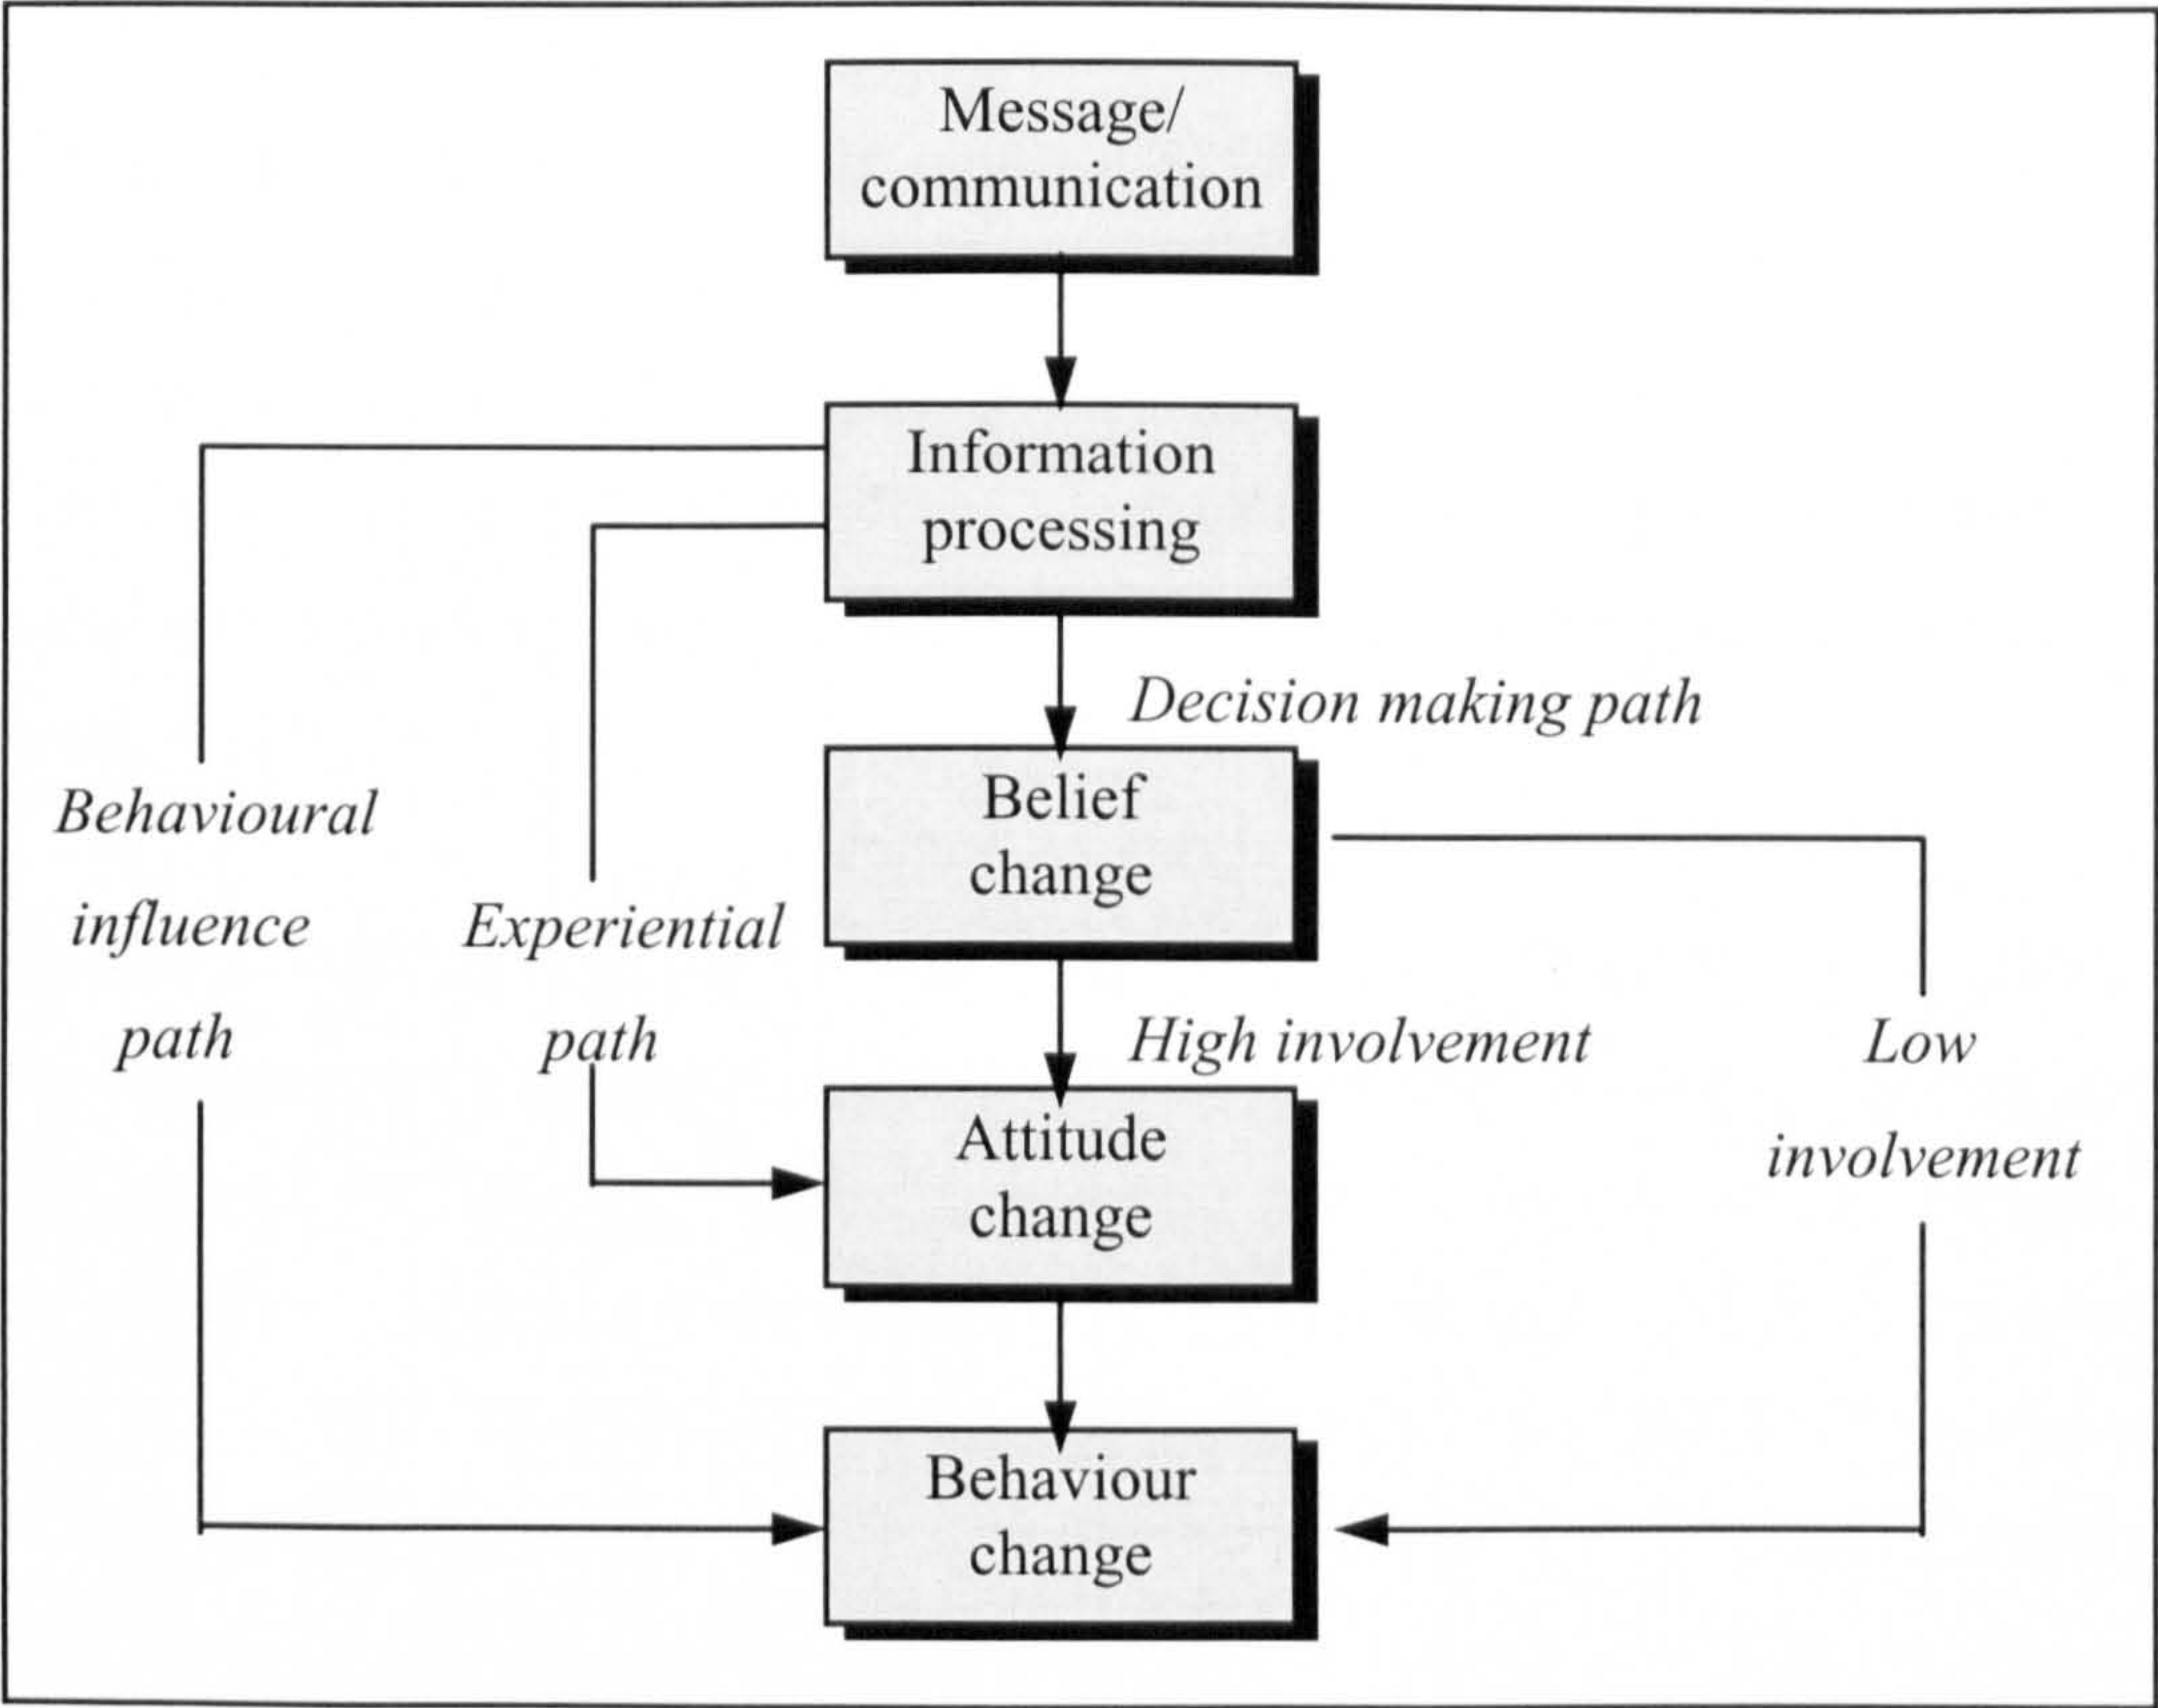 Message/
communication
Information
processing
Decision making path
Belief
change
Behavioural
influence
path
Experiential
path
High involvement
Low
involvement
Attitude
change
Behaviour
change